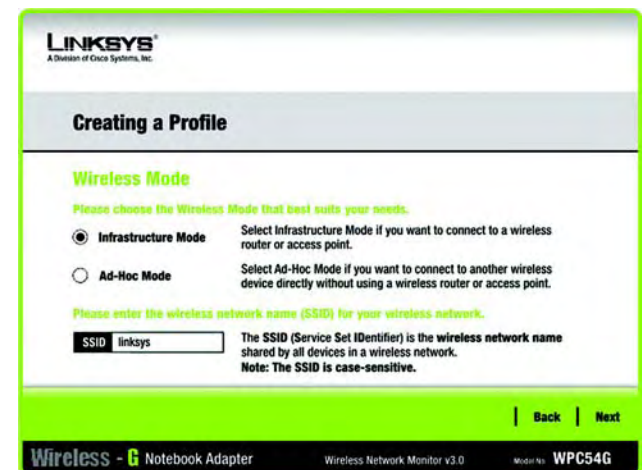 LINKSYS®
A Division of Cisco Systems, Inc.
Creating a Profile
Wireless Mode
Please choose the Wireless Mode that best suits your needs.
Infrastructure Mode
Select Infrastructure Mode if you want to connect to a wireless
router or access point.
Ad-Hoc Mode
Select Ad-Hoc Mode if you want to connect to another wireless
device directly without using a wireless router or access point.
Please enter the wireless network name (SSID) for your wireless network.
SSID linksys
The SSID (Service Set IDentifier) is the wireless network name
shared by all devices in a wireless network.
Note: The SSID is case-sensitive.
Back Next
Wireless - G Notebook Adapter Wireless Network Monitor v3.0 Model No. WPC54G